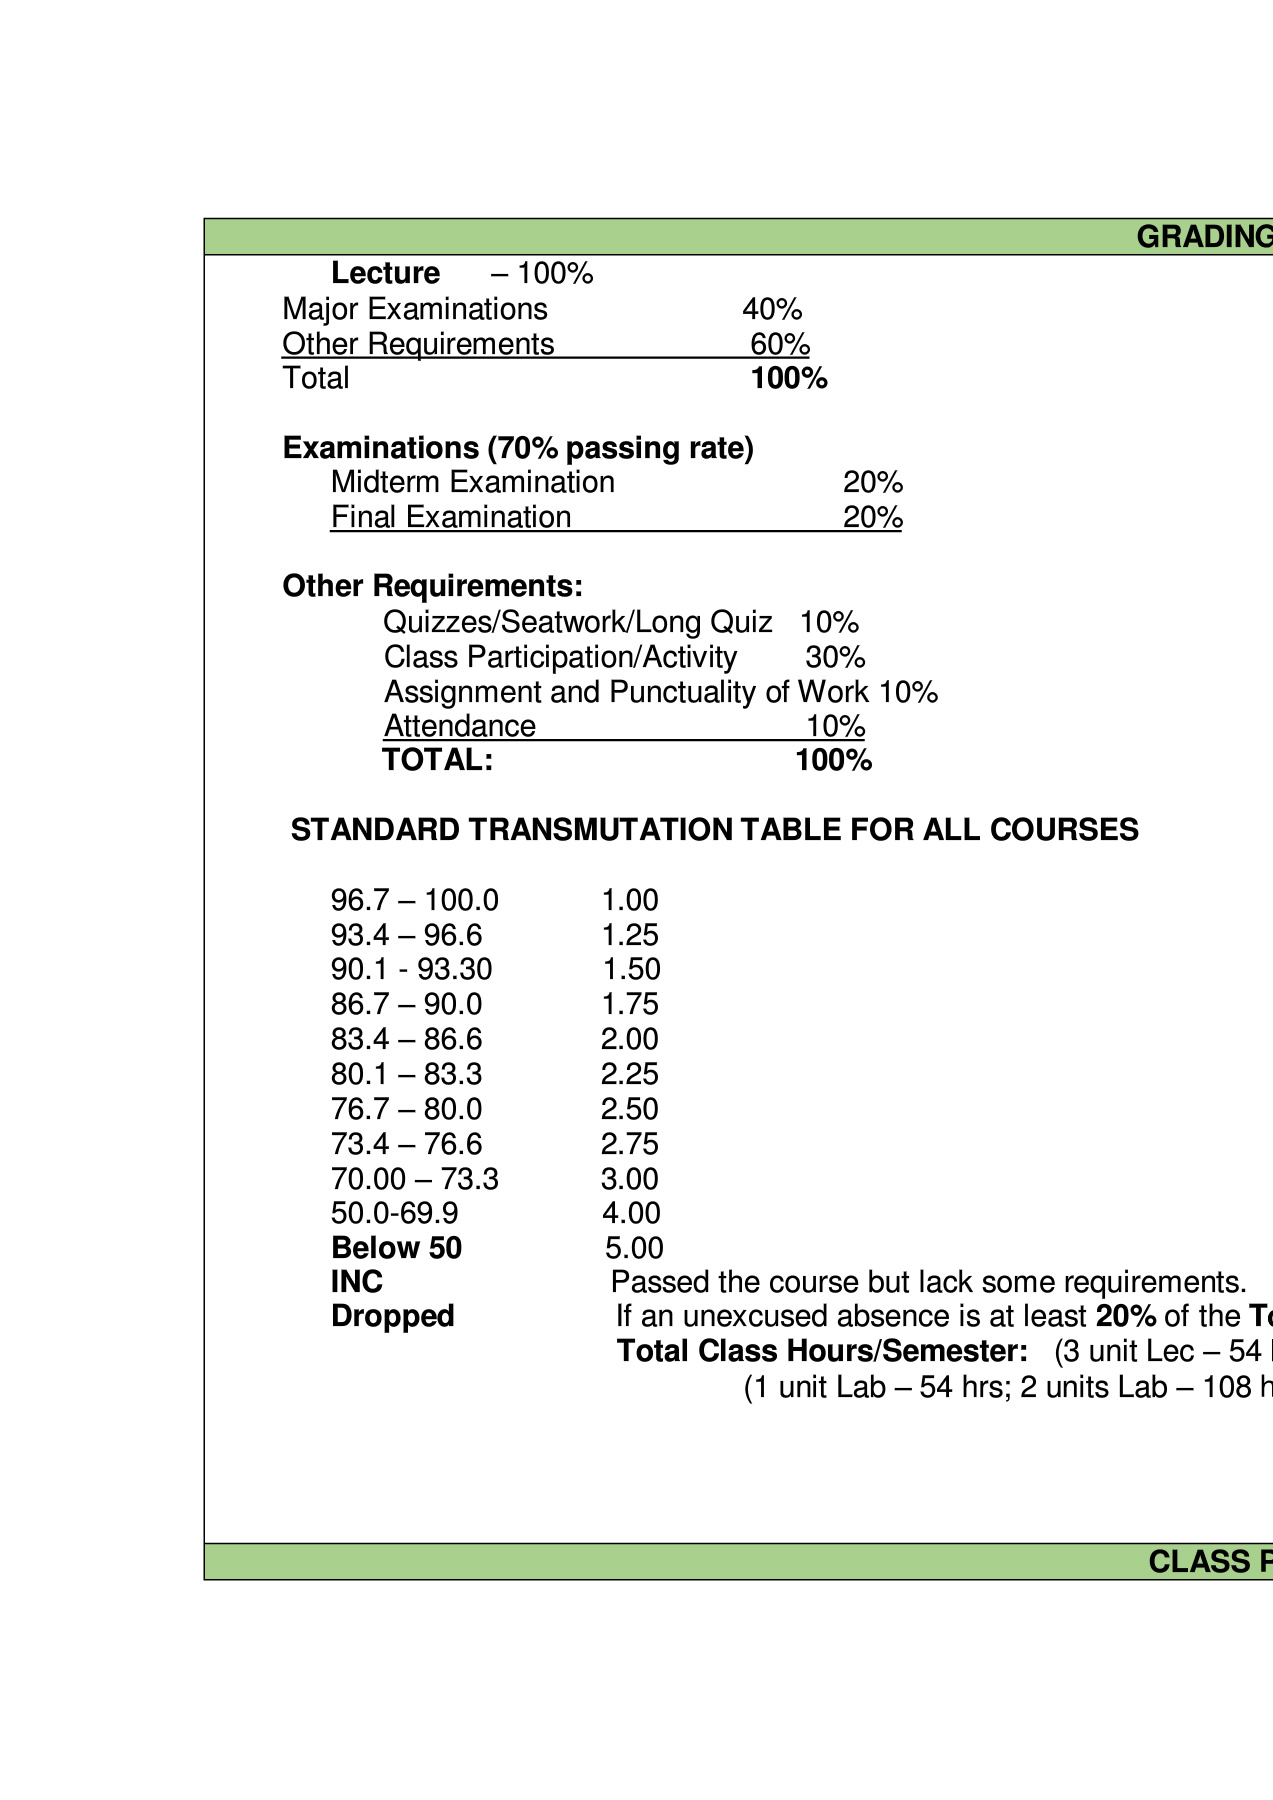 GRADING
Lecture – 100%
Major Examinations 40%
Other Requirements 60%
Total 100%
Examinations (70% passing rate)
Midterm Examination 20%
Final Examination 20%
Other Requirements:
Quizzes/Seatwork/Long Quiz 10%
Class Participation/Activity 30%
Assignment and Punctuality of Work 10%
Attendance 10%
TOTAL: 100%
STANDARD TRANSMUTATION TABLE FOR ALL COURSES
96.7 – 100.0 1.00
93.4 – 96.6 1.25
90.1 - 93.30 1.50
86.7 – 90.0 1.75
83.4 – 86.6 2.00
80.1 – 83.3 2.25
76.7 – 80.0 2.50
73.4 – 76.6 2.75
70.00 – 73.3 3.00
50.0-69.9 4.00
Below 50 5.00
INC Passed the course but lack some requirements.
Dropped If an unexcused absence is at least 20% of the
Total Class Hours/Semester: (3 unit Lec – 54
(1 unit Lab – 54 hrs; 2 units Lab – 108
CLASS